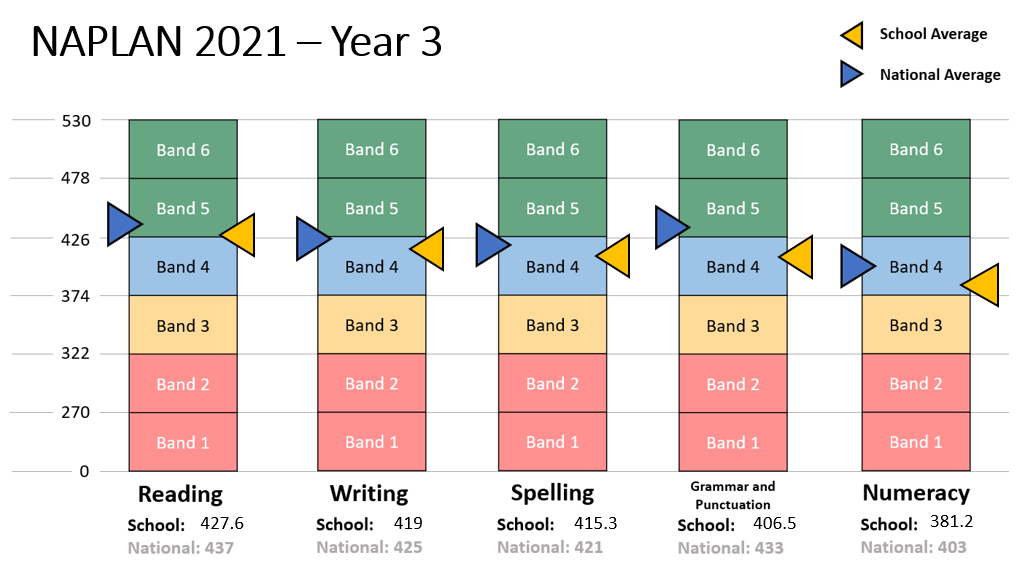 NAPLAN 2021 – Year 3
School Average
National Average
530
478
426
374
322
270
0
Band 6
Band 5
Band 4
Band 3
Band 2
Band 1
Band 6
Band 5
Band 4
Band 3
Band 2
Band 1
Band 6
Band 5
Band 4
Band 3
Band 2
Band 1
Band 6
Band 5
Band 4
Band 3
Band 2
Band 1
Band 6
Band 5
Band 4
Band 3
Band 2
Band 1
Reading
School: 427.6
National: 437
Writing
School: 419
National: 425
Spelling
School: 415.3
National: 421
Grammar and
Punctuation
School: 406.5
National: 433
Numeracy
School: 381.2
National: 403